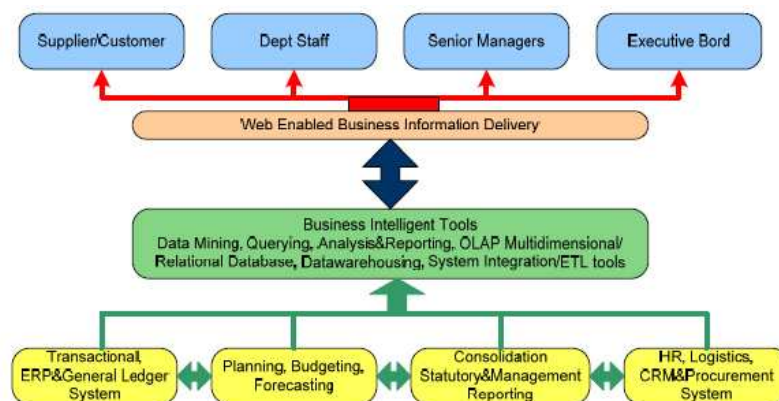 Supplier/Customer
Dept Staff
Senior Managers
Executive Bord
Web Enabled Business Information Delivery
Business Intelligent Tools
Data Mining, Querying, Analysis&Reporting, OLAP Multidimensional/
Relational Database, Datawarehousing, System Integration/ETL tools
Transactional,
ERP&General Ledger
System
Planning, Budgeting,
Forecasting
Consolidation
Statutory&Management
Reporting
HR, Logistics,
CRM&Procurement
System